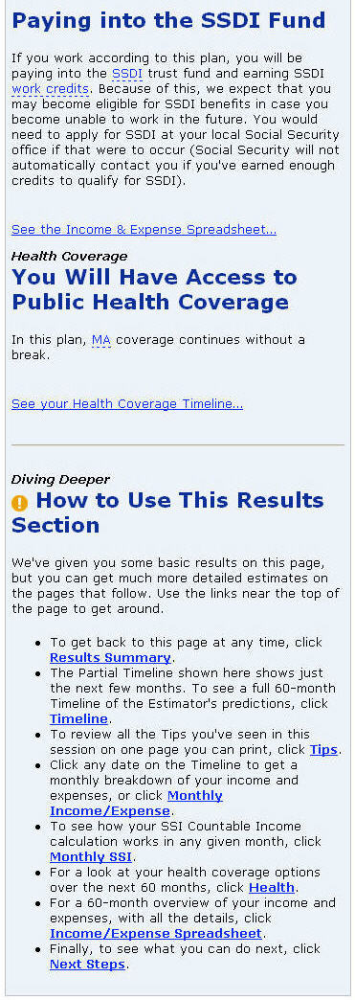 Paying into the SSDI Fund
If you work according to this plan, you will be
paying into the SSDI trust fund and earning SSDI
work credits. Because of this, we expect that you
may become eligible for SSDI benefits in case you
become unable to work in the future. You would
need to apply for SSDI at your local Social Security
office if that were to occur (Social Security will not
automatically contact you if you've earned enough
credits to qualify for SSDI).
See the Income & Expense Spreadsheet...
Health Coverage
You Will Have Access to
Public Health Coverage
In this plan, MA coverage continues without a
break.
See your Health Coverage Timeline...
Diving Deeper
! How to Use This Results
Section
We've given you some basic results on this page,
but you can get much more detailed estimates on
the pages that follow. Use the links near the top of
the page to get around.
• To get back to this page at any time, click
Results Summary.
• The Partial Timeline shown here shows just
the next few months. To see a full 60-month
Timeline of the Estimator's predictions, click
Timeline.
• To review all the Tips you've seen in this
session on one page you can print, click Tips.
• Click any date on the Timeline to get a
monthly breakdown of your income and
expenses, or click Monthly
Income/Expense.
• To see how your SSI Countable Income
calculation works in any given month, click
Monthly SSI.
• For a look at your health coverage options
over the next 60 months, click Health.
• For a 60-month overview of your income and
expenses, with all the details, click
Income/Expense Spreadsheet.
• Finally, to see what you can do next, click
Next Steps.